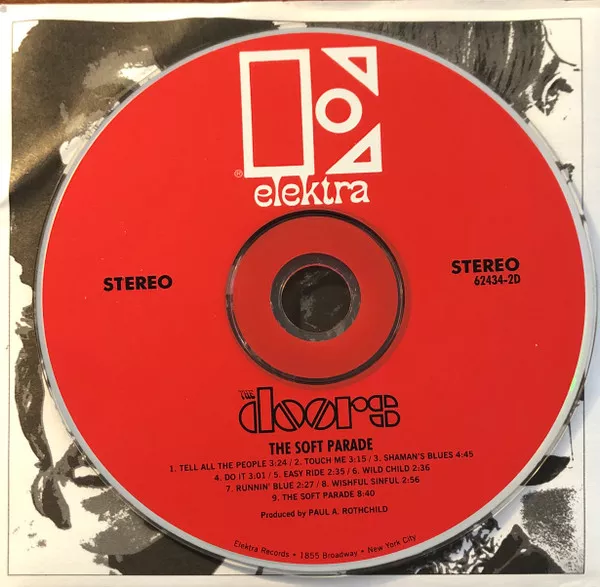 ®
elektra
STEREO
STEREO
62434-2D
THE
doors
THE SOFT PARADE
1. TELL ALL THE PEOPLE 3:24 / 2. TOUCH ME 3:15 / 3. SHAMAN'S BLUES 4:45
4. DO IT 3.01 / 5. EASY RIDE 2:35 / 6. WILD CHILD 2:36
7. RUNNIN' BLUE 2:27 / 8. WISHFUL SINFUL 2:56
9. THE SOFT PARADE 8:40
Produced by PAUL A. ROTHCHILD
Elektra Records • 1855 Broadway • New York City